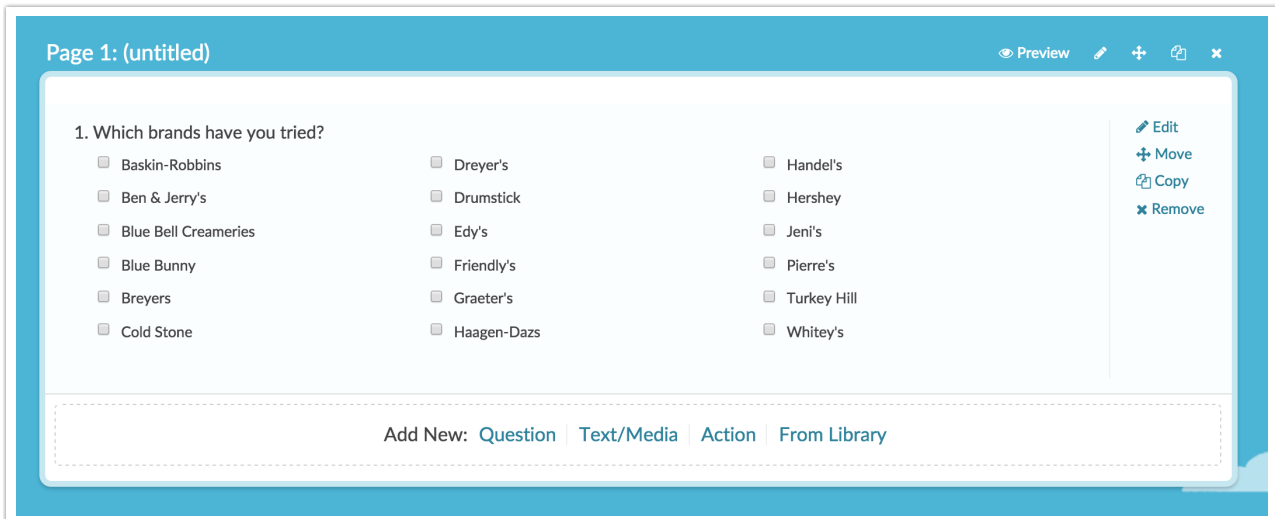 Page 1: (untitled)
Preview
1. Which brands have you tried?
Baskin-Robbins
Ben & Jerry's
Blue Bell Creameries
Blue Bunny
Breyers
Cold Stone
Dreyer's
Drumstick
Edy's
Friendly's
Graeter's
Haagen-Dazs
Handel's
Hershey
Jeni's
Pierre's
Turkey Hill
Whitey's
Edit
Move
Copy
Remove
Add New: Question Text/Media Action From Library